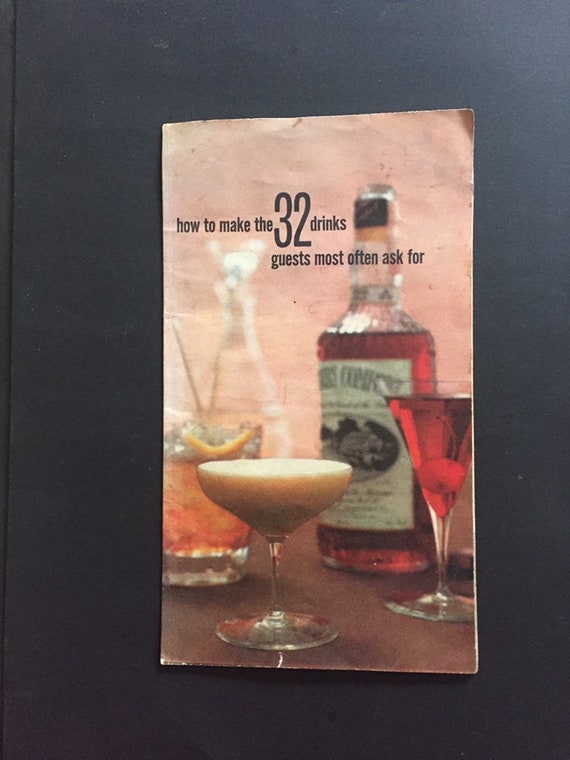 how to make the 32 drinks
guests most often ask for